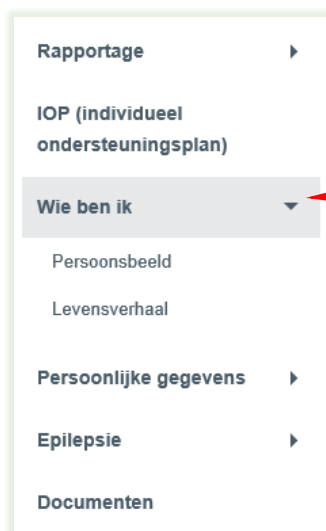 Rapportage
IOP (individueel
ondersteuningsplan)
Wie ben ik
Persoonsbeeld
Levensverhaal
Persoonlijke gegevens
Epilepsie
Documenten